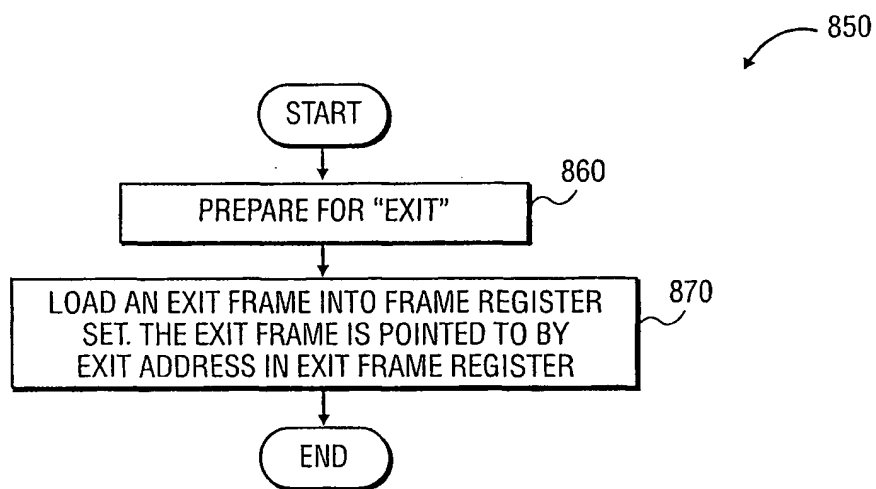 850
START
860
PREPARE FOR “EXIT”
870
LOAD AN EXIT FRAME INTO FRAME REGISTER
SET. THE EXIT FRAME IS POINTED TO BY
EXIT ADDRESS IN EXIT FRAME REGISTER
END